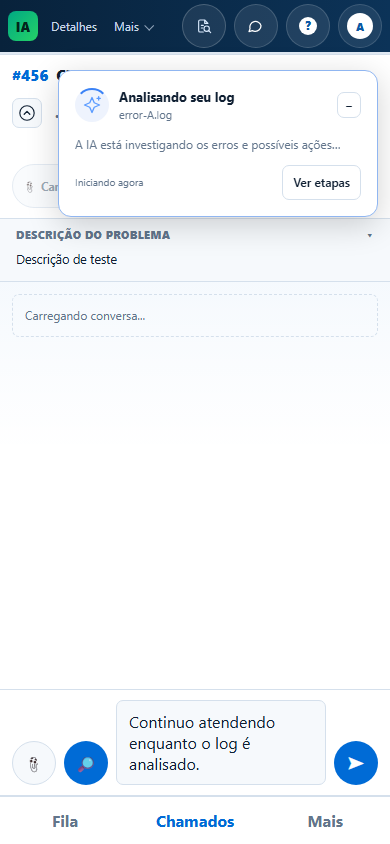 IA Detalhes Mais ? A
#456
Analisando seu log
error-A.log
A IA está investigando os erros e possíveis ações...
Iniciando agora
Ver etapas
DESCRIÇÃO DO PROBLEMA
Descrição de teste
Carregando conversa...
Continuo atendendo
enquanto o log é
analisado.
Fila Chamados Mais